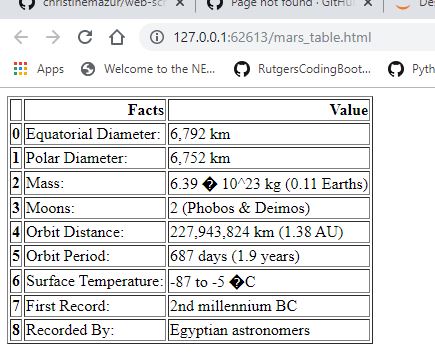 christinemazur/web-scr
Page not found · GitHu
De
127.0.0.1:62613/mars_table.html
Apps Welcome to the NE... RutgersCodingBoot... Pyth
Facts Value
0 Equatorial Diameter: 6,792 km
1 Polar Diameter: 6,752 km
2 Mass: 6.39 � 10^23 kg (0.11 Earths)
3 Moons: 2 (Phobos & Deimos)
4 Orbit Distance: 227,943,824 km (1.38 AU)
5 Orbit Period: 687 days (1.9 years)
6 Surface Temperature: -87 to -5 �C
7 First Record: 2nd millennium BC
8 Recorded By: Egyptian astronomers